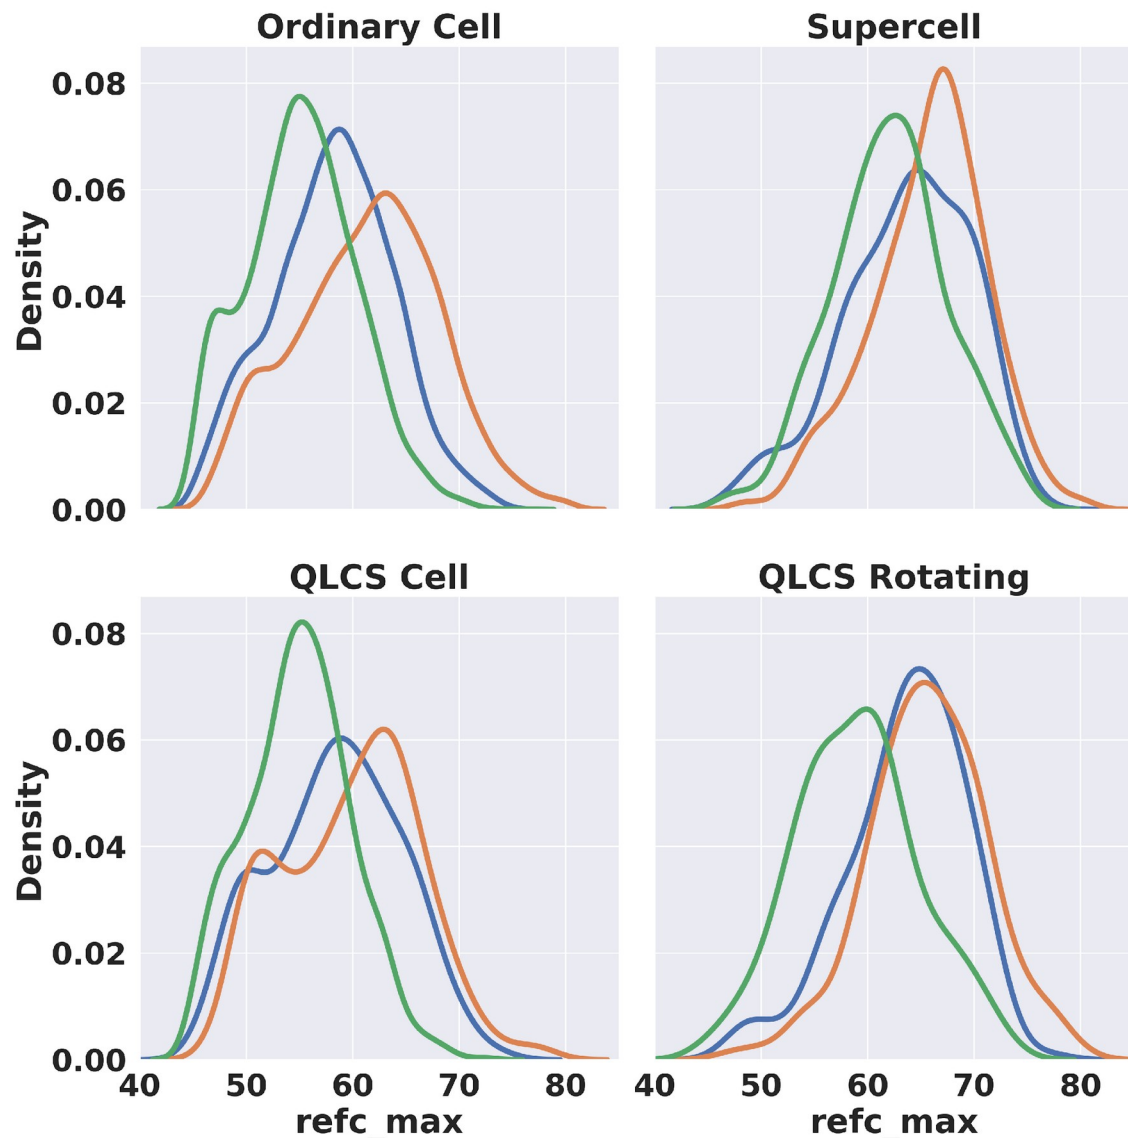 Ordinary Cell Supercell
0.08
0.06
0.04
0.02
0.00
Density
QLCS Cell QLCS Rotating
0.08
0.06
0.04
0.02
0.00
Density
40 50 60 70 80 40 50 60 70 80
refc_max refc_max